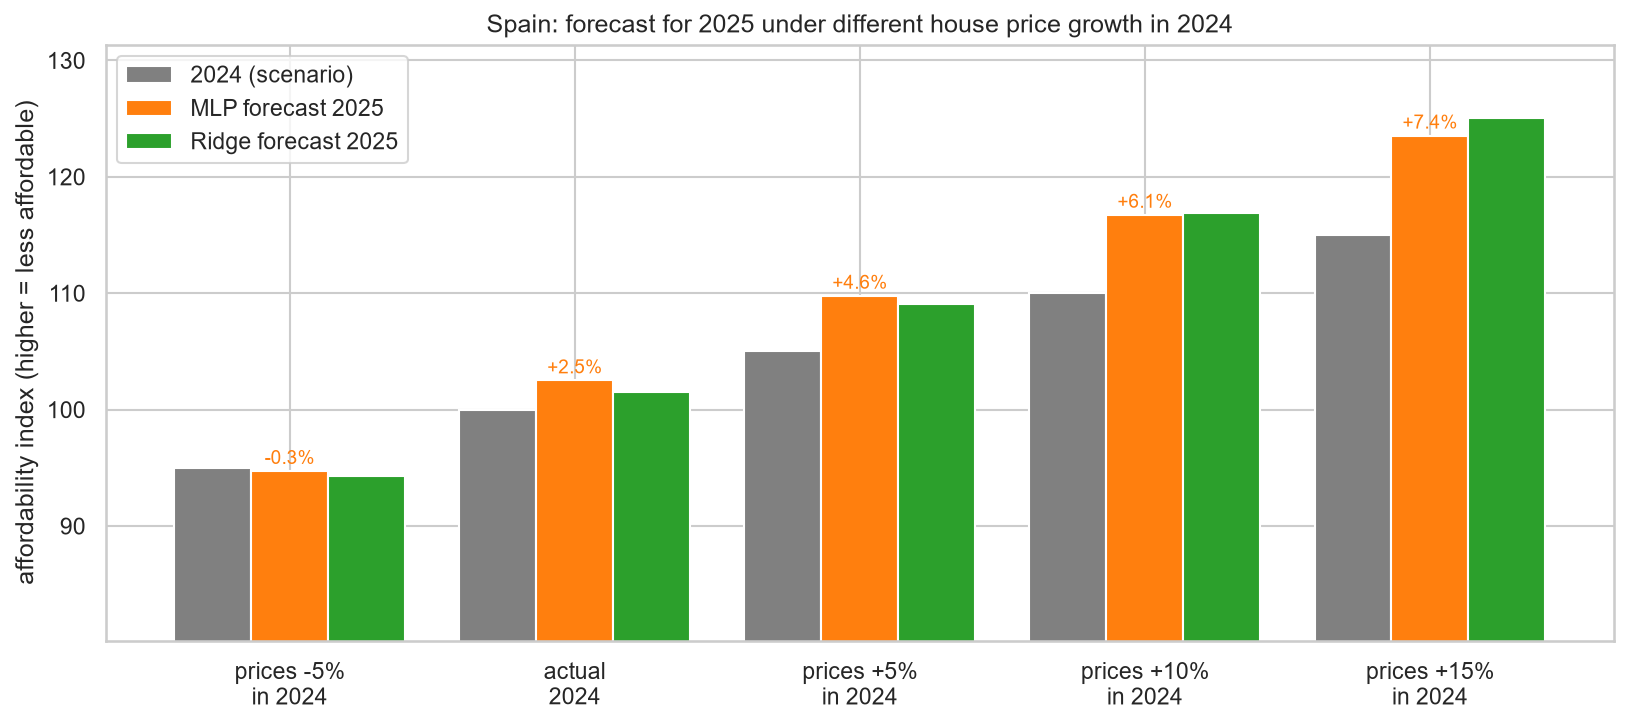 Spain: forecast for 2025 under different house price growth in 2024
affordability index (higher = less affordable)
130
120
110
100
90
2024 (scenario)
MLP forecast 2025
Ridge forecast 2025
-0.3%
+2.5%
+4.6%
+6.1%
+7.4%
prices -5%
in 2024
actual
2024
prices +5%
in 2024
prices +10%
in 2024
prices +15%
in 2024